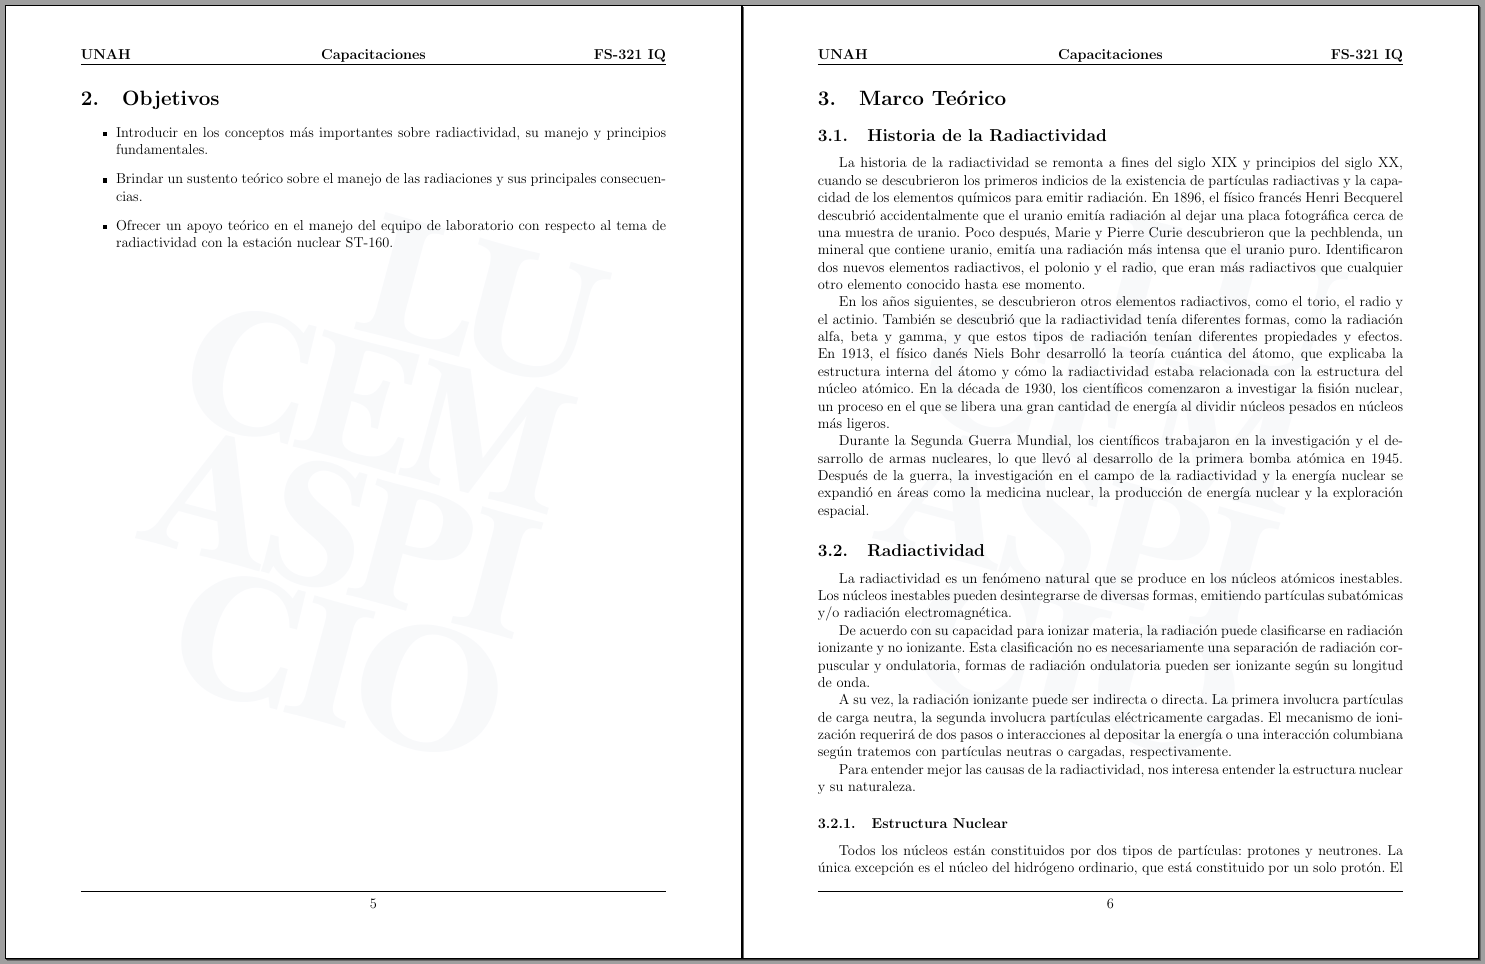 UNAH Capacitaciones FS-321 IQ
2. Objetivos
▪ Introducir en los conceptos más importantes sobre radiactividad, su manejo y principios
fundamentales.
▪ Brindar un sustento teórico sobre el manejo de las radiaciones y sus principales consecuen-
cias.
▪ Ofrecer un apoyo teórico en el manejo del equipo de laboratorio con respecto al tema de
radiactividad con la estación nuclear ST-160.
LU
CEM
ASPI
CIO
5
UNAH Capacitaciones FS-321 IQ
3. Marco Teórico
3.1. Historia de la Radiactividad
La historia de la radiactividad se remonta a fines del siglo XIX y principios del siglo XX,
cuando se descubrieron los primeros indicios de la existencia de partículas radiactivas y la capa-
cidad de los elementos químicos para emitir radiación. En 1896, el físico francés Henri Becquerel
descubrió accidentalmente que el uranio emitía radiación al dejar una placa fotográfica cerca de
una muestra de uranio. Poco después, Marie y Pierre Curie descubrieron que la pechblenda, un
mineral que contiene uranio, emitía una radiación más intensa que el uranio puro. Identificaron
dos nuevos elementos radiactivos, el polonio y el radio, que eran más radiactivos que cualquier
otro elemento conocido hasta ese momento.
En los años siguientes, se descubrieron otros elementos radiactivos, como el torio, el radio y
el actinio. También se descubrió que la radiactividad tenía diferentes formas, como la radiación
alfa, beta y gamma, y que estos tipos de radiación tenían diferentes propiedades y efectos.
En 1913, el físico danés Niels Bohr desarrolló la teoría cuántica del átomo, que explicaba la
estructura interna del átomo y cómo la radiactividad estaba relacionada con la estructura del
núcleo atómico. En la década de 1930, los científicos comenzaron a investigar la fisión nuclear,
un proceso en el que se libera una gran cantidad de energía al dividir núcleos pesados en núcleos
más ligeros.
Durante la Segunda Guerra Mundial, los científicos trabajaron en la investigación y el de-
sarrollo de armas nucleares, lo que llevó al desarrollo de la primera bomba atómica en 1945.
Después de la guerra, la investigación en el campo de la radiactividad y la energía nuclear se
expandió en áreas como la medicina nuclear, la producción de energía nuclear y la exploración
espacial.
3.2. Radiactividad
La radiactividad es un fenómeno natural que se produce en los núcleos atómicos inestables.
Los núcleos inestables pueden desintegrarse de diversas formas, emitiendo partículas subatómicas
y/o radiación electromagnética.
De acuerdo con su capacidad para ionizar materia, la radiación puede clasificarse en radiación
ionizante y no ionizante. Esta clasificación no es necesariamente una separación de radiación cor-
puscular y ondulatoria, formas de radiación ondulatoria pueden ser ionizante según su longitud
de onda.
A su vez, la radiación ionizante puede ser indirecta o directa. La primera involucra partículas
de carga neutra, la segunda involucra partículas eléctricamente cargadas. El mecanismo de ioni-
zación requerirá de dos pasos o interacciones al depositar la energía o una interacción columbiana
según tratemos con partículas neutras o cargadas, respectivamente.
Para entender mejor las causas de la radiactividad, nos interesa entender la estructura nuclear
y su naturaleza.
3.2.1. Estructura Nuclear
Todos los núcleos están constituidos por dos tipos de partículas: protones y neutrones. La
única excepción es el núcleo del hidrógeno ordinario, que está constituido por un solo protón. El
6